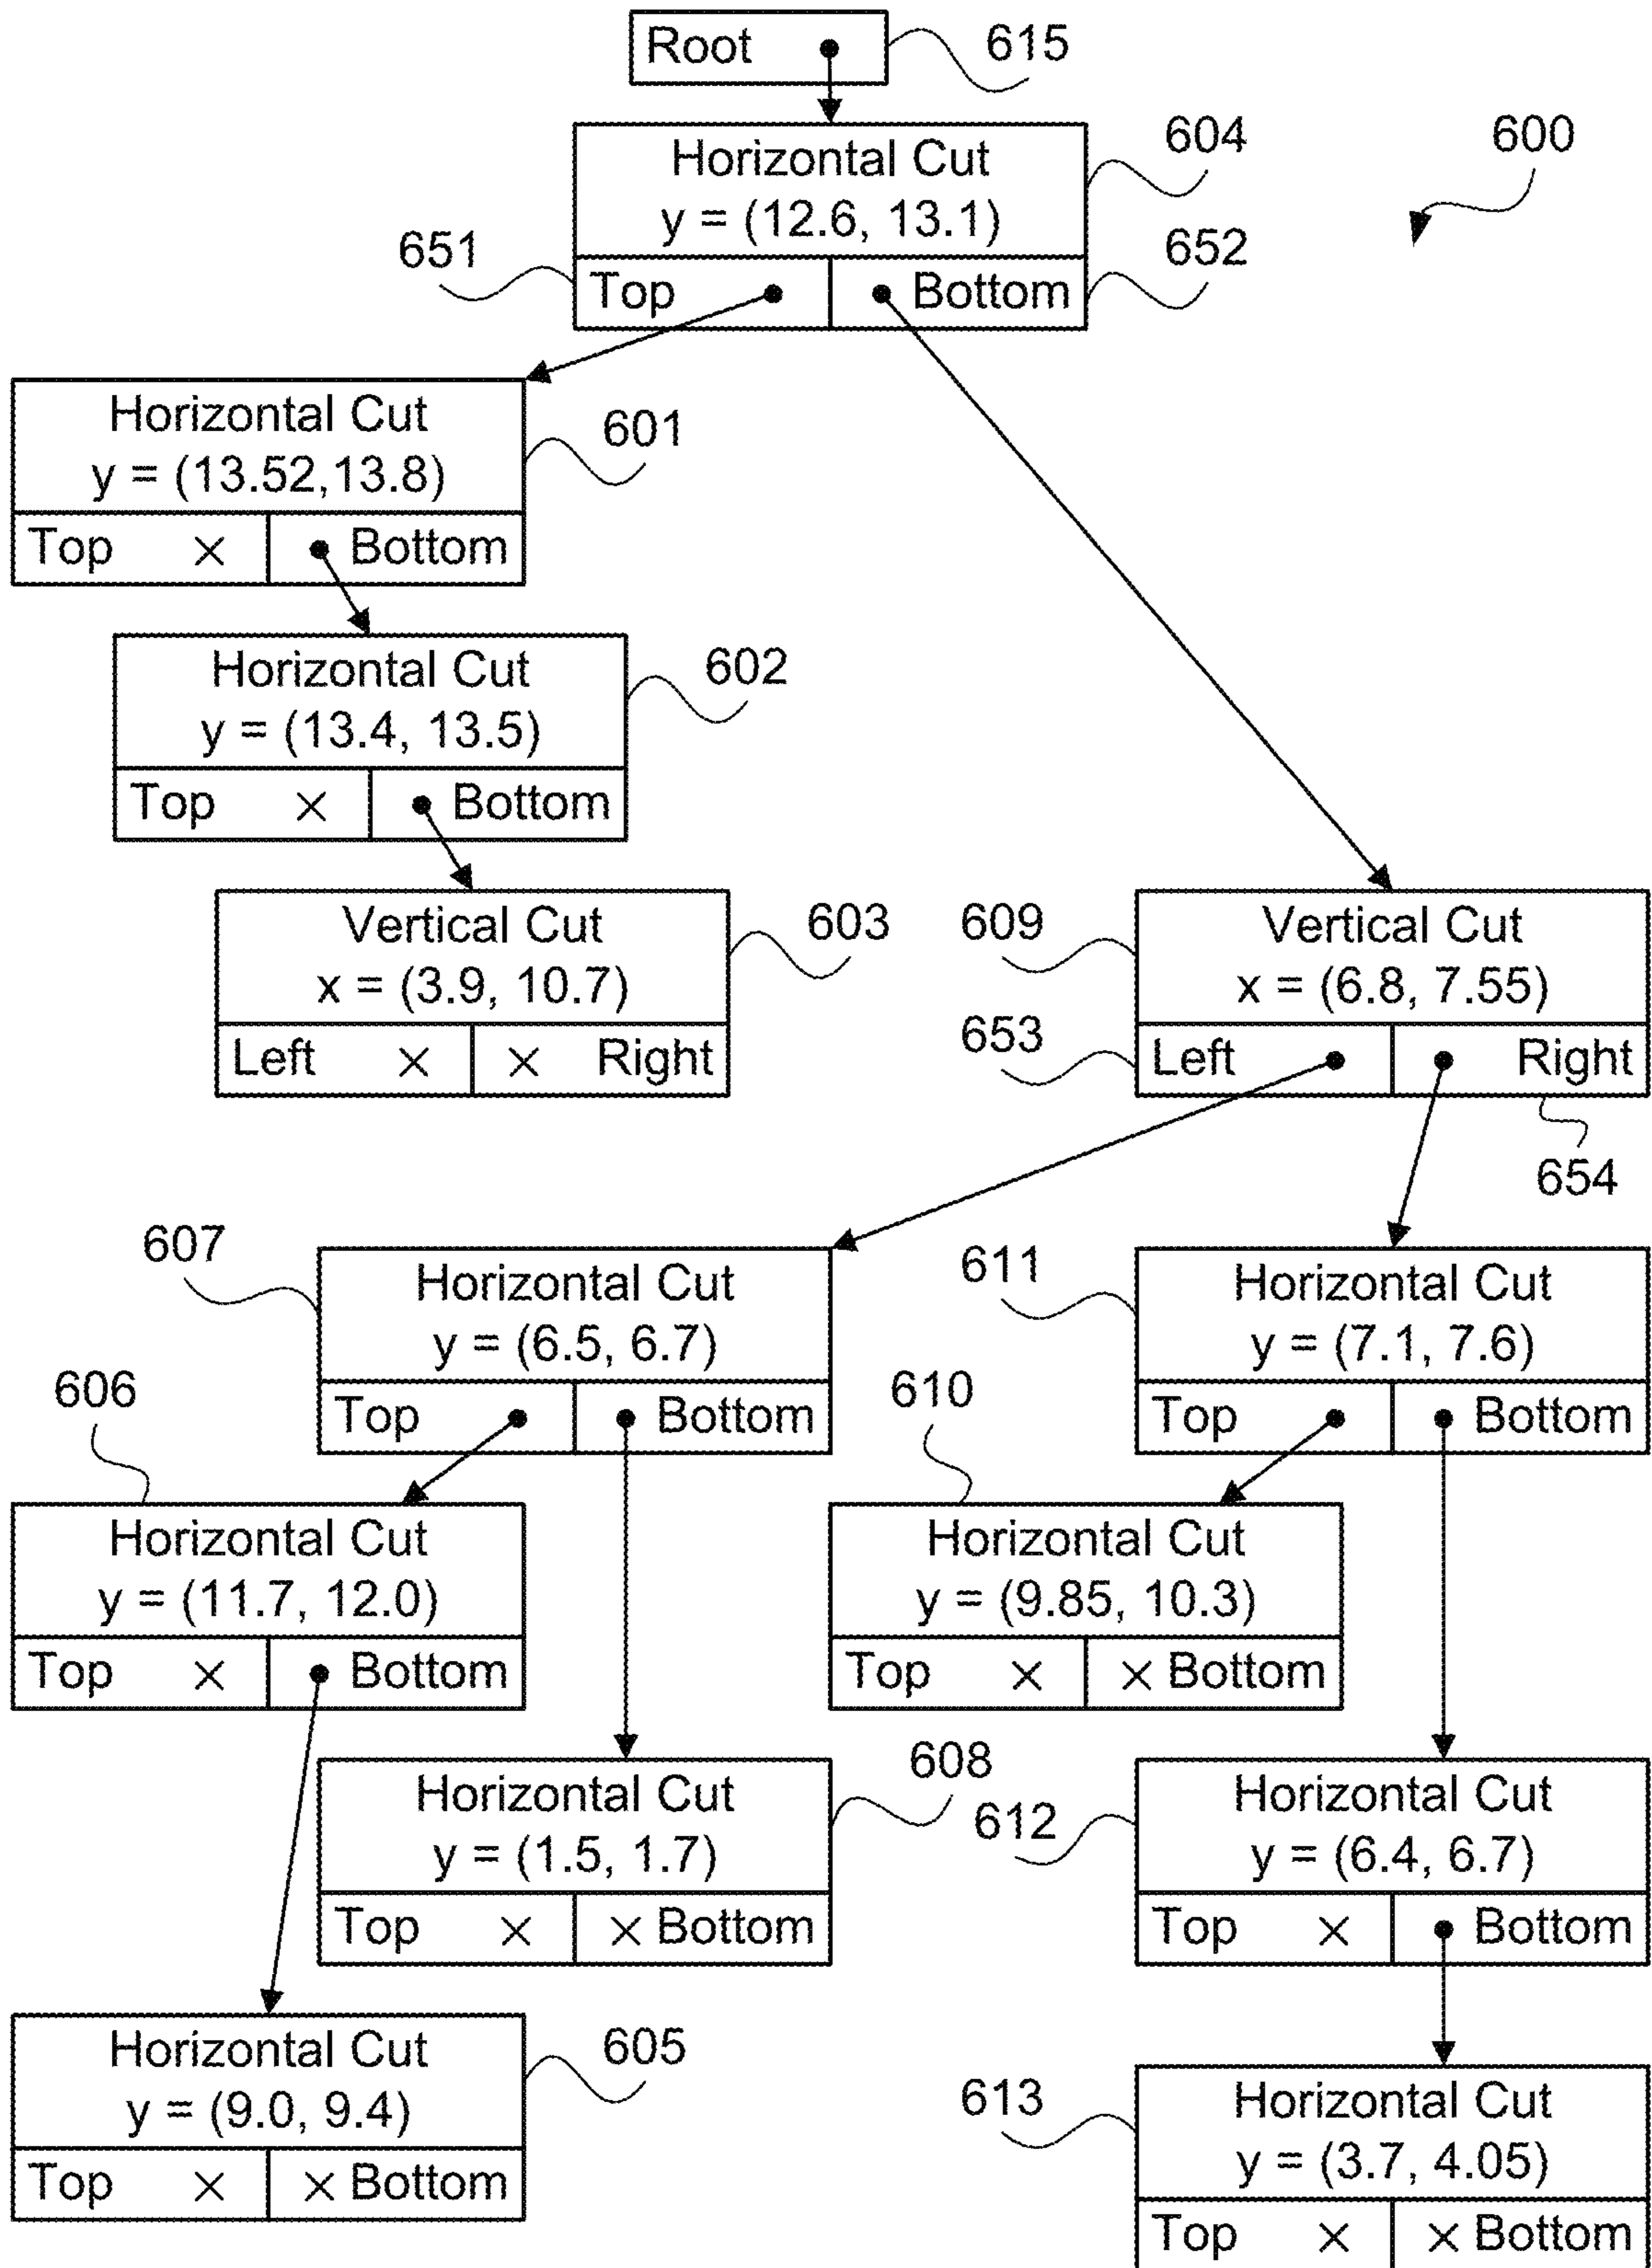 Root
615
Horizontal Cut
604
600
y = (12.6, 13.1)
651
652
Top Bottom
Horizontal Cut
601
y = (13.52,13.8)
Top × × Bottom
Horizontal Cut
602
y = (13.4, 13.5)
Top × Bottom
Vertical Cut
603
609
Vertical Cut
x = (3.9, 10.7)
x = (6.8, 7.55)
653
Left × × Right
Left Right
654
607
Horizontal Cut
611
Horizontal Cut
y = (6.5, 6.7)
y = (7.1, 7.6)
606
Top Bottom
610
Top Bottom
Horizontal Cut
Horizontal Cut
y = (11.7, 12.0)
y = (9.85, 10.3)
Top × Bottom
Top × × Bottom
Horizontal Cut
608
612
Horizontal Cut
y = (1.5, 1.7)
y = (6.4, 6.7)
Top × × Bottom
Top × Bottom
Horizontal Cut
605
y = (9.0, 9.4)
613
Horizontal Cut
y = (3.7, 4.05)
Top × × Bottom
Top × × Bottom